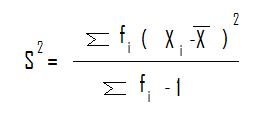 S² = Σ fᵢ ( Xᵢ - X̅ )²
Σ fᵢ - 1